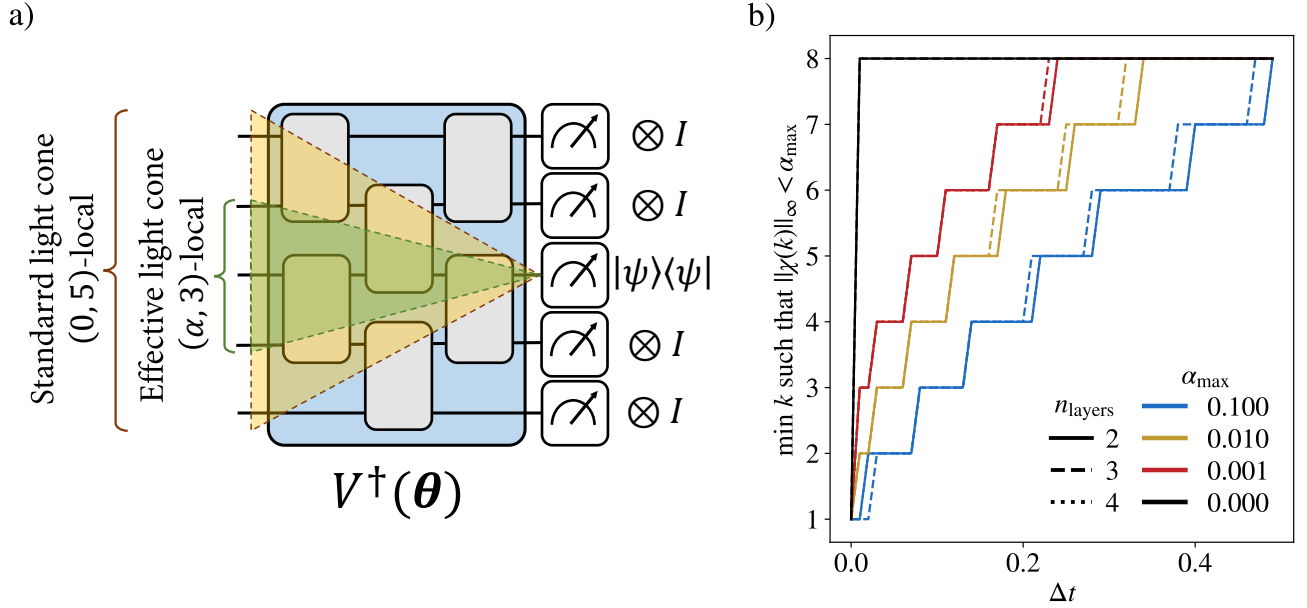 a)
Standarrd light cone
(0, 5)-local
Effective light cone
(α, 3)-local
⊗ I
⊗ I
|ψ⟩⟨ψ|
⊗ I
⊗ I
V†(θ)
b)
min k such that ||χ(k)||∞ < αmax
8
7
6
5
4
3
2
1
0.0
0.2
0.4
Δt
nlayers
2
3
4
αmax
0.100
0.010
0.001
0.000